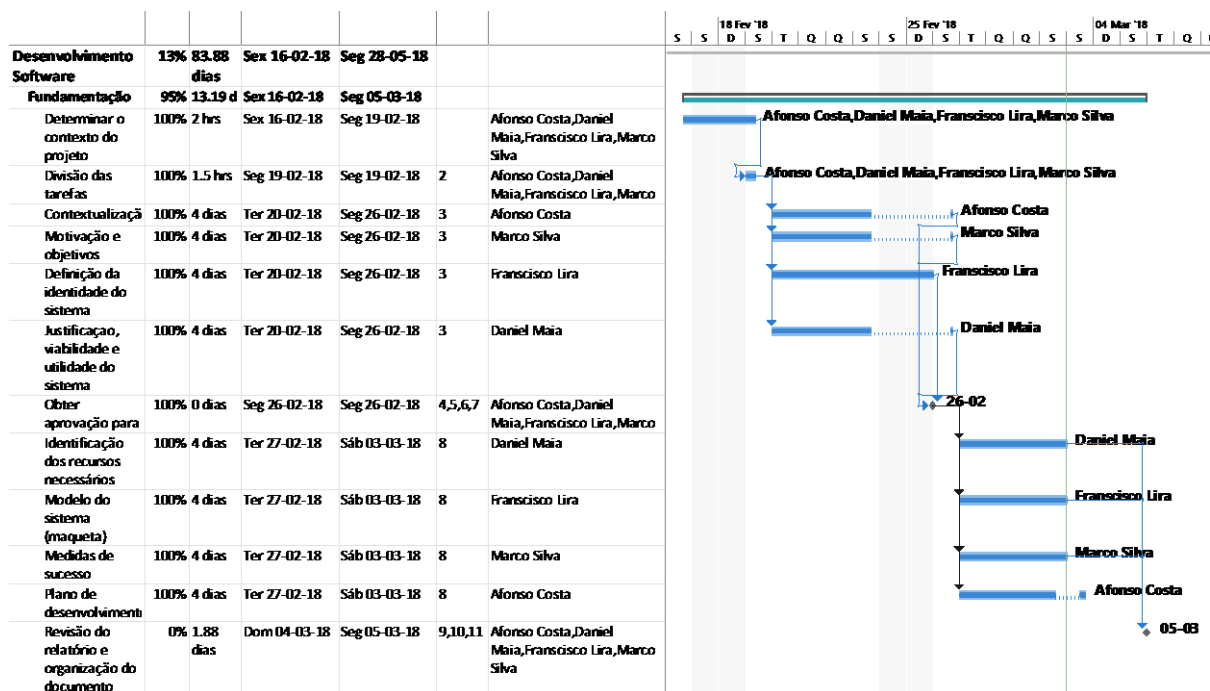 18 Fev '18 25 Fev '18 04 Mar '18
S S D S T Q Q S S D S T Q Q S S D S T Q
Desenvolvimento 13% 83.88 Sex 16-02-18 Seg 28-05-18
Software dias
Fundamentação 95% 13.19 d Sex 16-02-18 Seg 05-03-18
Determinar o 100% 2 hrs Sex 16-02-18 Seg 19-02-18 Afonso Costa,Daniel Afonso Costa,Daniel Maia,Franscisco Lira,Marco Silva
contexto do Maia,Franscisco Lira,Marco
projeto Silva
Divisão das 100% 1.5 hrs Seg 19-02-18 Seg 19-02-18 2 Afonso Costa,Daniel Afonso Costa,Daniel Maia,Franscisco Lira,Marco Silva
tarefas Maia,Franscisco Lira,Marco
Contextualizaçã 100% 4 dias Ter 20-02-18 Seg 26-02-18 3 Afonso Costa Afonso Costa
Motivação e 100% 4 dias Ter 20-02-18 Seg 26-02-18 3 Marco Silva Marco Silva
objetivos
Definição da 100% 4 dias Ter 20-02-18 Seg 26-02-18 3 Franscisco Lira Franscisco Lira
identidade do
sistema
Justificaçao, 100% 4 dias Ter 20-02-18 Seg 26-02-18 3 Daniel Maia Daniel Maia
viabilidade e
utilidade do
sistema
Obter 100% 0 dias Seg 26-02-18 Seg 26-02-18 4,5,6,7 Afonso Costa,Daniel 26-02
aprovação para Maia,Franscisco Lira,Marco
Identificação 100% 4 dias Ter 27-02-18 Sáb 03-03-18 8 Daniel Maia Daniel Maia
dos recursos
necessários
Modelo do 100% 4 dias Ter 27-02-18 Sáb 03-03-18 8 Franscisco Lira Franscisco Lira
sistema
(maqueta)
Medidas de 100% 4 dias Ter 27-02-18 Sáb 03-03-18 8 Marco Silva Marco Silva
sucesso
Plano de 100% 4 dias Ter 27-02-18 Sáb 03-03-18 8 Afonso Costa Afonso Costa
desenvolvimento
Revisão do 0% 1.88 Dom 04-03-18 Seg 05-03-18 9,10,11 Afonso Costa,Daniel 05-03
relatório e dias Maia,Franscisco Lira,Marco
organização do Silva
documento